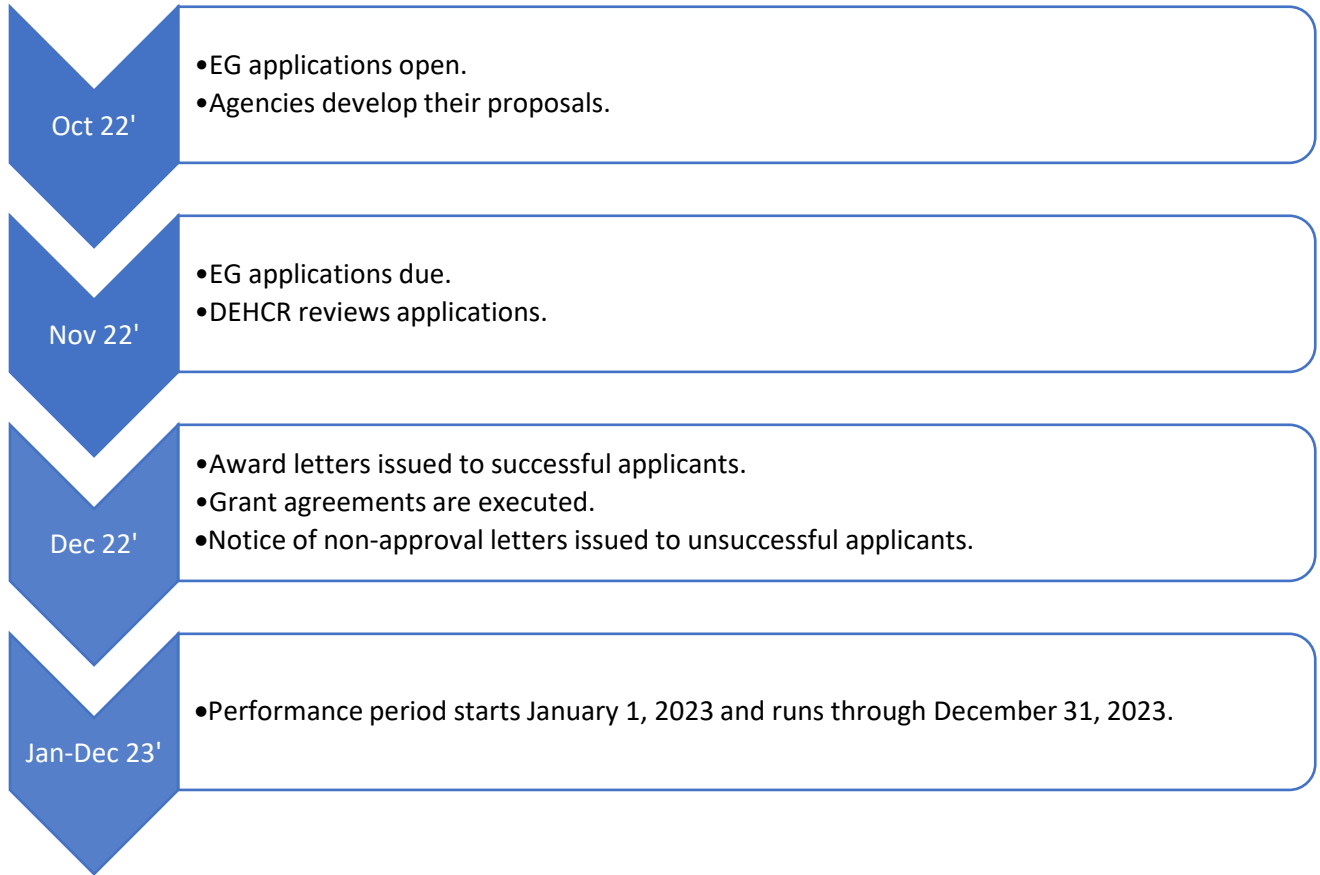 Oct 22'
•EG applications open.
•Agencies develop their proposals.
Nov 22'
•EG applications due.
•DEHCR reviews applications.
Dec 22'
•Award letters issued to successful applicants.
•Grant agreements are executed.
•Notice of non-approval letters issued to unsuccessful applicants.
Jan-Dec 23'
•Performance period starts January 1, 2023 and runs through December 31, 2023.